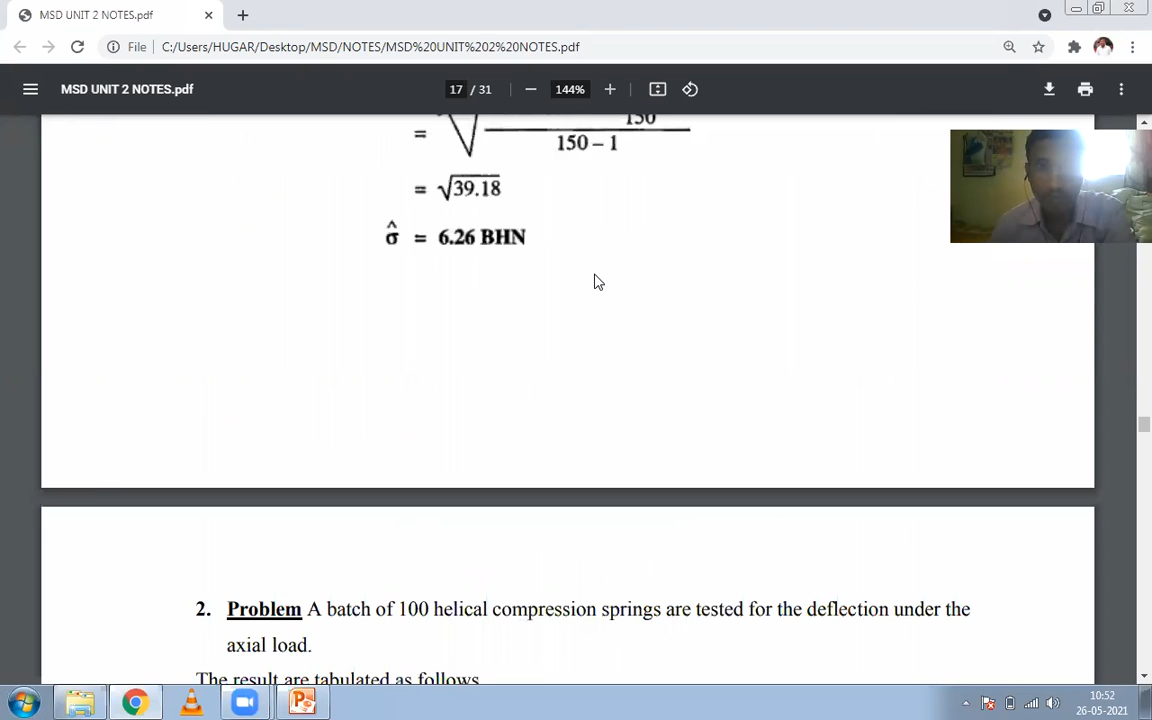 MSD UNIT 2 NOTES.pdf
File C:/Users/HUGAR/Desktop/MSD/NOTES/MSD%20UNIT%202%20NOTES.pdf
MSD UNIT 2 NOTES.pdf 17 / 31 144%
150
= √ 150 – 1
= √39.18
σ̂ = 6.26 BHN
2. Problem A batch of 100 helical compression springs are tested for the deflection under the
axial load.
The result are tabulated as follows
10:52
26-05-2021